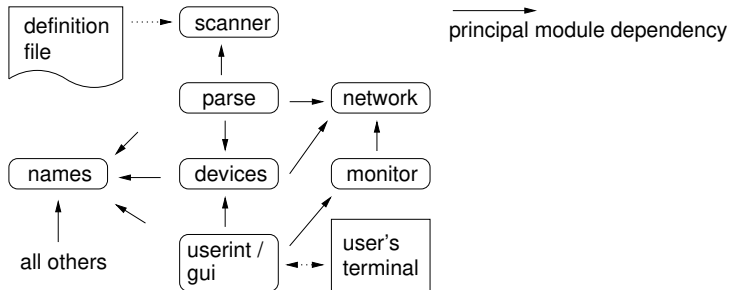 definition
file
scanner
principal module dependency
parse
network
names
devices
monitor
all others
userint /
gui
user's
terminal